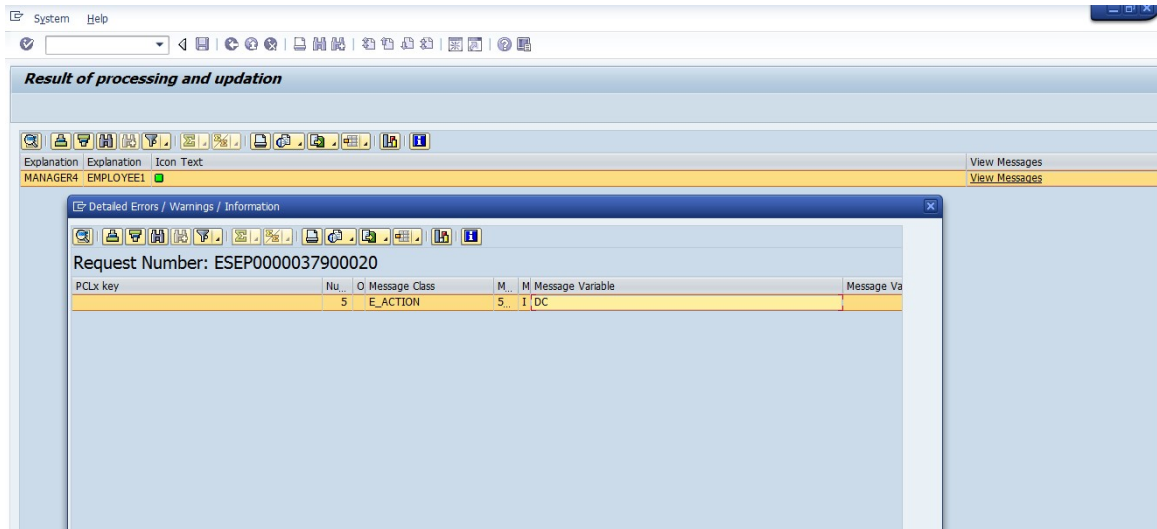 System Help
Result of processing and updation
Explanation Explanation Icon Text View Messages
MANAGER4 EMPLOYEE1 View Messages
Detailed Errors / Warnings / Information
Request Number: ESEP0000037900020
PCLx key Nu... O Message Class M... M Message Variable Message Va
5 E_ACTION 5... I DC